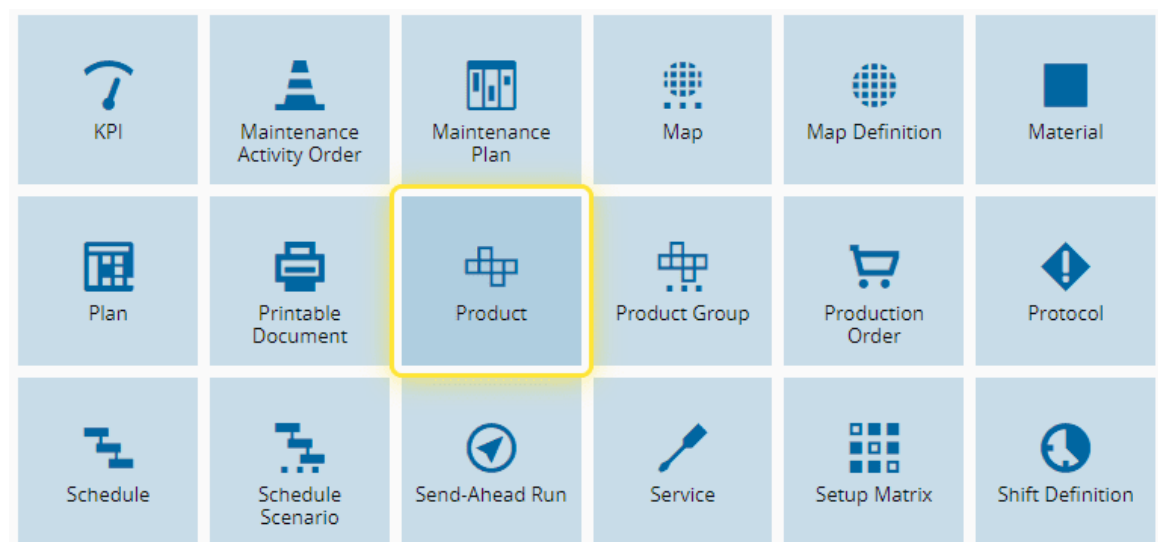 KPI
Maintenance
Activity Order
Maintenance
Plan
Map
Map Definition
Material
Plan
Printable
Document
Product
Product Group
Production
Order
Protocol
Schedule
Schedule
Scenario
Send-Ahead Run
Service
Setup Matrix
Shift Definition